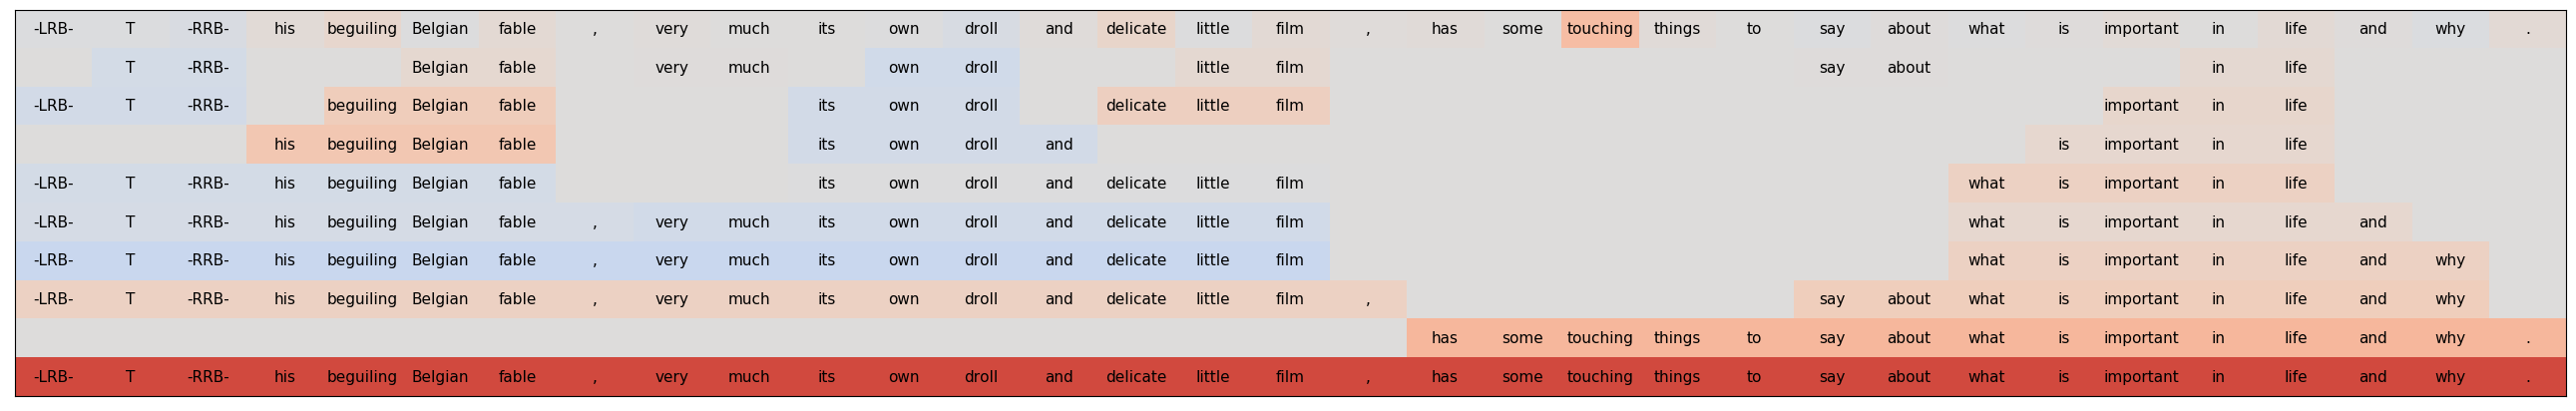 -LRB- T -RRB- his beguiling Belgian fable , very much its own droll and delicate little film , has some touching things to say about what is important in life and why .
T -RRB- Belgian fable very much own droll little film say about in life
-LRB- T -RRB- beguiling Belgian fable its own droll delicate little film important in life
his beguiling Belgian fable its own droll and is important in life
-LRB- T -RRB- his beguiling Belgian fable its own droll and delicate little film what is important in life
-LRB- T -RRB- his beguiling Belgian fable , very much its own droll and delicate little film what is important in life and
-LRB- T -RRB- his beguiling Belgian fable , very much its own droll and delicate little film what is important in life and why
-LRB- T -RRB- his beguiling Belgian fable , very much its own droll and delicate little film , say about what is important in life and why
has some touching things to say about what is important in life and why .
-LRB- T -RRB- his beguiling Belgian fable , very much its own droll and delicate little film , has some touching things to say about what is important in life and why .